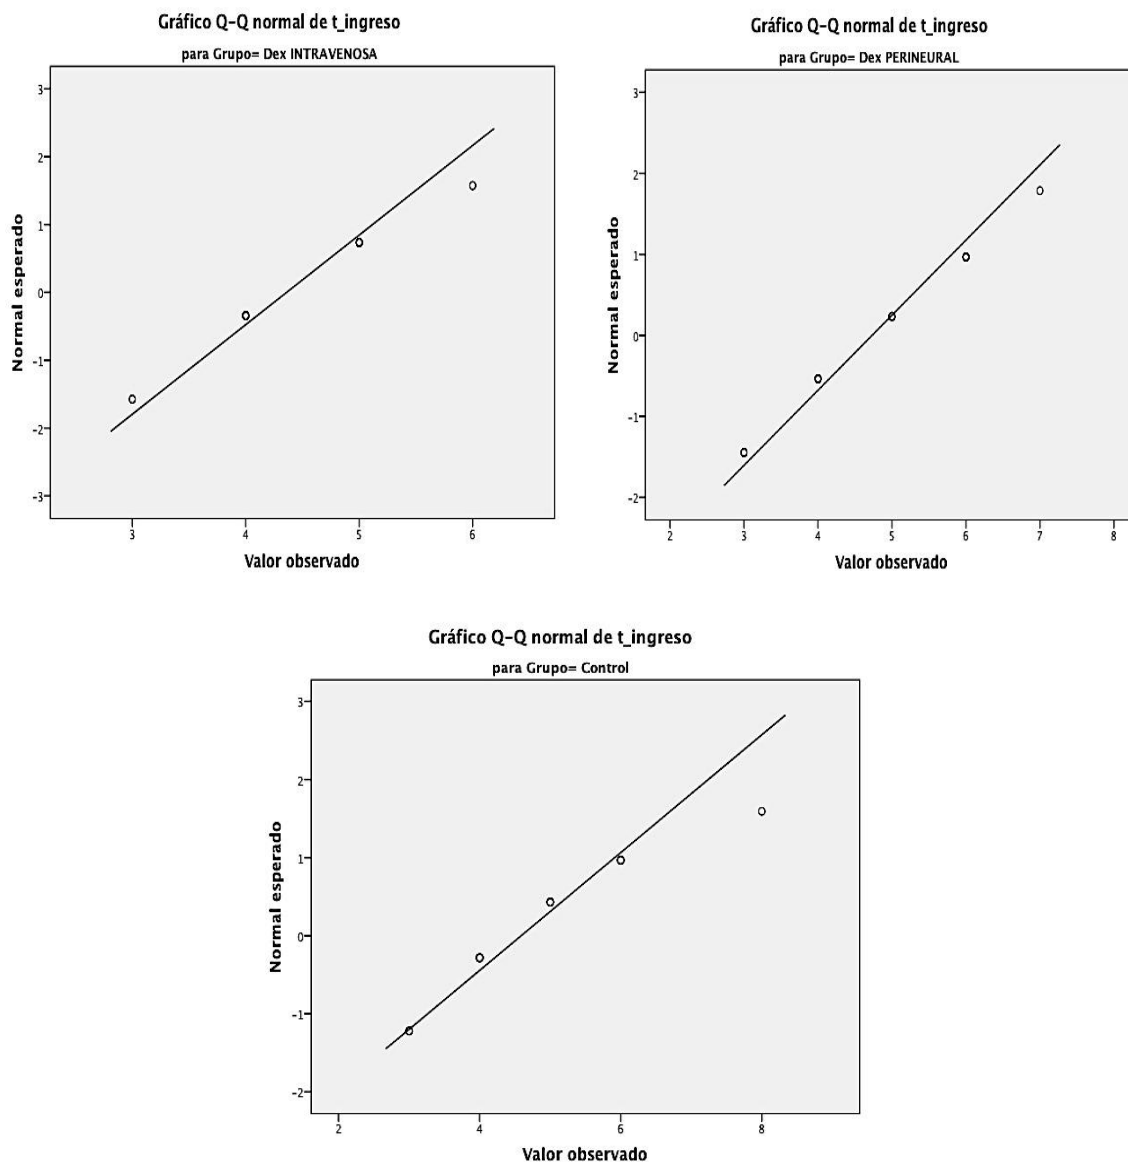 Gráfico Q-Q normal de t_ingreso
para Grupo= Dex INTRAVENOSA
Normal esperado
3
2
1
0
-1
-2
-3
3 4 5 6
Valor observado
Gráfico Q-Q normal de t_ingreso
para Grupo= Dex PERINEURAL
Normal esperado
3
2
1
0
-1
-2
2 3 4 5 6 7 8
Valor observado
Gráfico Q-Q normal de t_ingreso
para Grupo= Control
Normal esperado
3
2
1
0
-1
-2
2 4 6 8
Valor observado